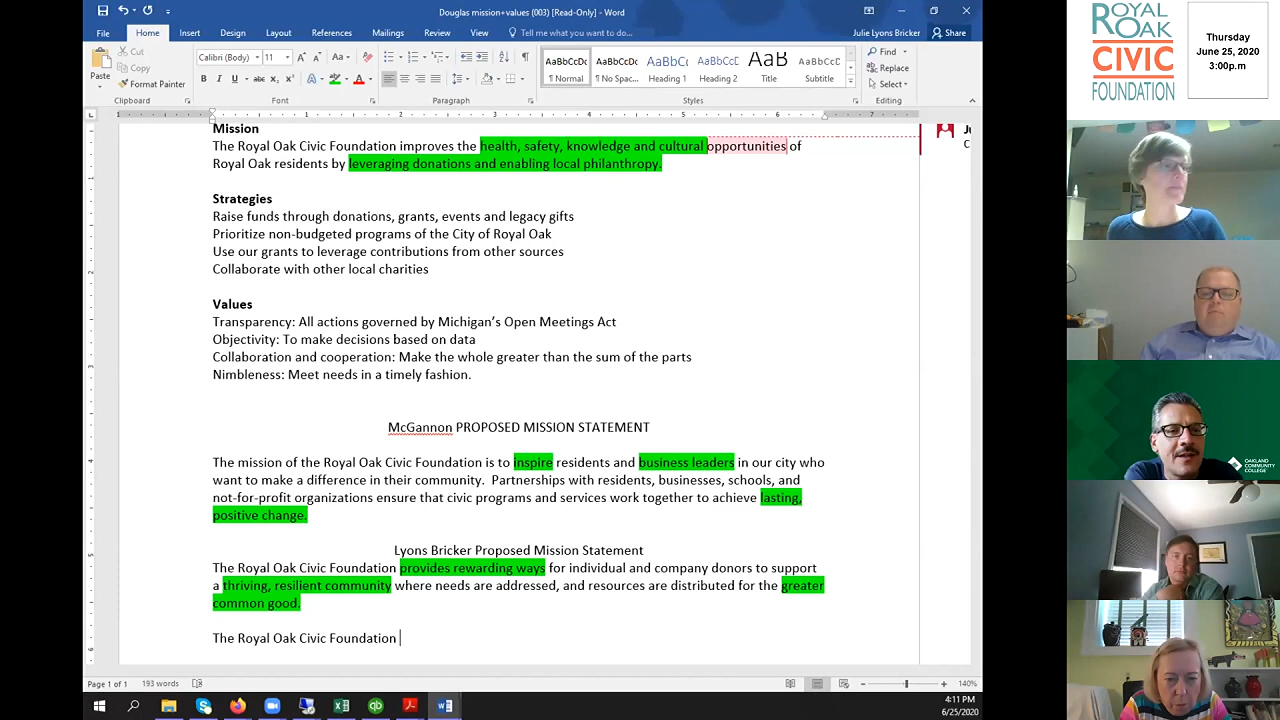 Douglas mission+values (003) [Read-Only] - Word
File Home Insert Design Layout References Mailings Review View Tell me what you want to do... Julie Lyons Bricker Share
Paste
Cut
Copy
Format Painter
Clipboard
Calibri (Body) 11
Font
Paragraph
AaBbCcDc AaBbCcDc AaBbC AaBbCcC AaB AaBbCcC
¶ Normal ¶ No Spac... Heading 1 Heading 2 Title Subtitle
Styles
Find
Replace
Select
Editing
Mission
The Royal Oak Civic Foundation improves the health, safety, knowledge and cultural opportunities of
Royal Oak residents by leveraging donations and enabling local philanthropy.
Strategies
Raise funds through donations, grants, events and legacy gifts
Prioritize non-budgeted programs of the City of Royal Oak
Use our grants to leverage contributions from other sources
Collaborate with other local charities
Values
Transparency: All actions governed by Michigan's Open Meetings Act
Objectivity: To make decisions based on data
Collaboration and cooperation: Make the whole greater than the sum of the parts
Nimbleness: Meet needs in a timely fashion.
McGannon PROPOSED MISSION STATEMENT
The mission of the Royal Oak Civic Foundation is to inspire residents and business leaders in our city who
want to make a difference in their community. Partnerships with residents, businesses, schools, and
not-for-profit organizations ensure that civic programs and services work together to achieve lasting,
positive change.
Lyons Bricker Proposed Mission Statement
The Royal Oak Civic Foundation provides rewarding ways for individual and company donors to support
a thriving, resilient community where needs are addressed, and resources are distributed for the greater
common good.
The Royal Oak Civic Foundation
Page 1 of 1 193 words 140%
4:11 PM
6/25/2020
ROYAL
OAK
CIVIC
FOUNDATION
Thursday
June 25, 2020
3:00p.m
OAKLAND
COMMUNITY
COLLEGE